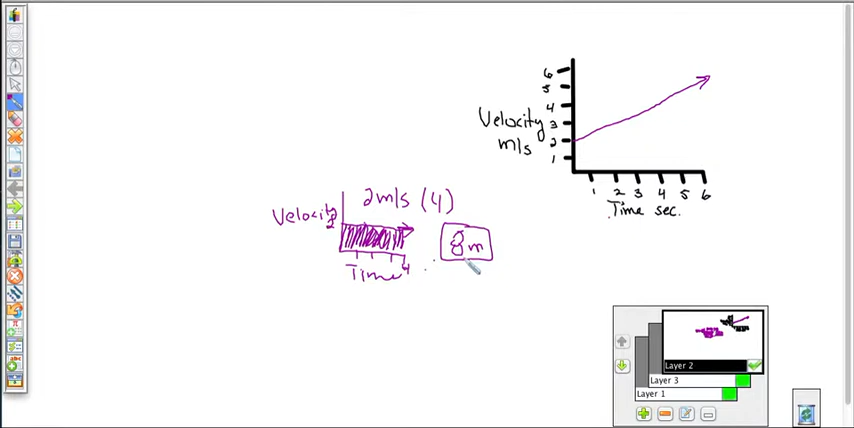 6
5
4
3
2
1
Velocity
m/s
1 2 3 4 5 6
Time sec.
2m/s (4)
Velocity
2
8m
Time 4
Layer 2
Layer 3
Layer 1